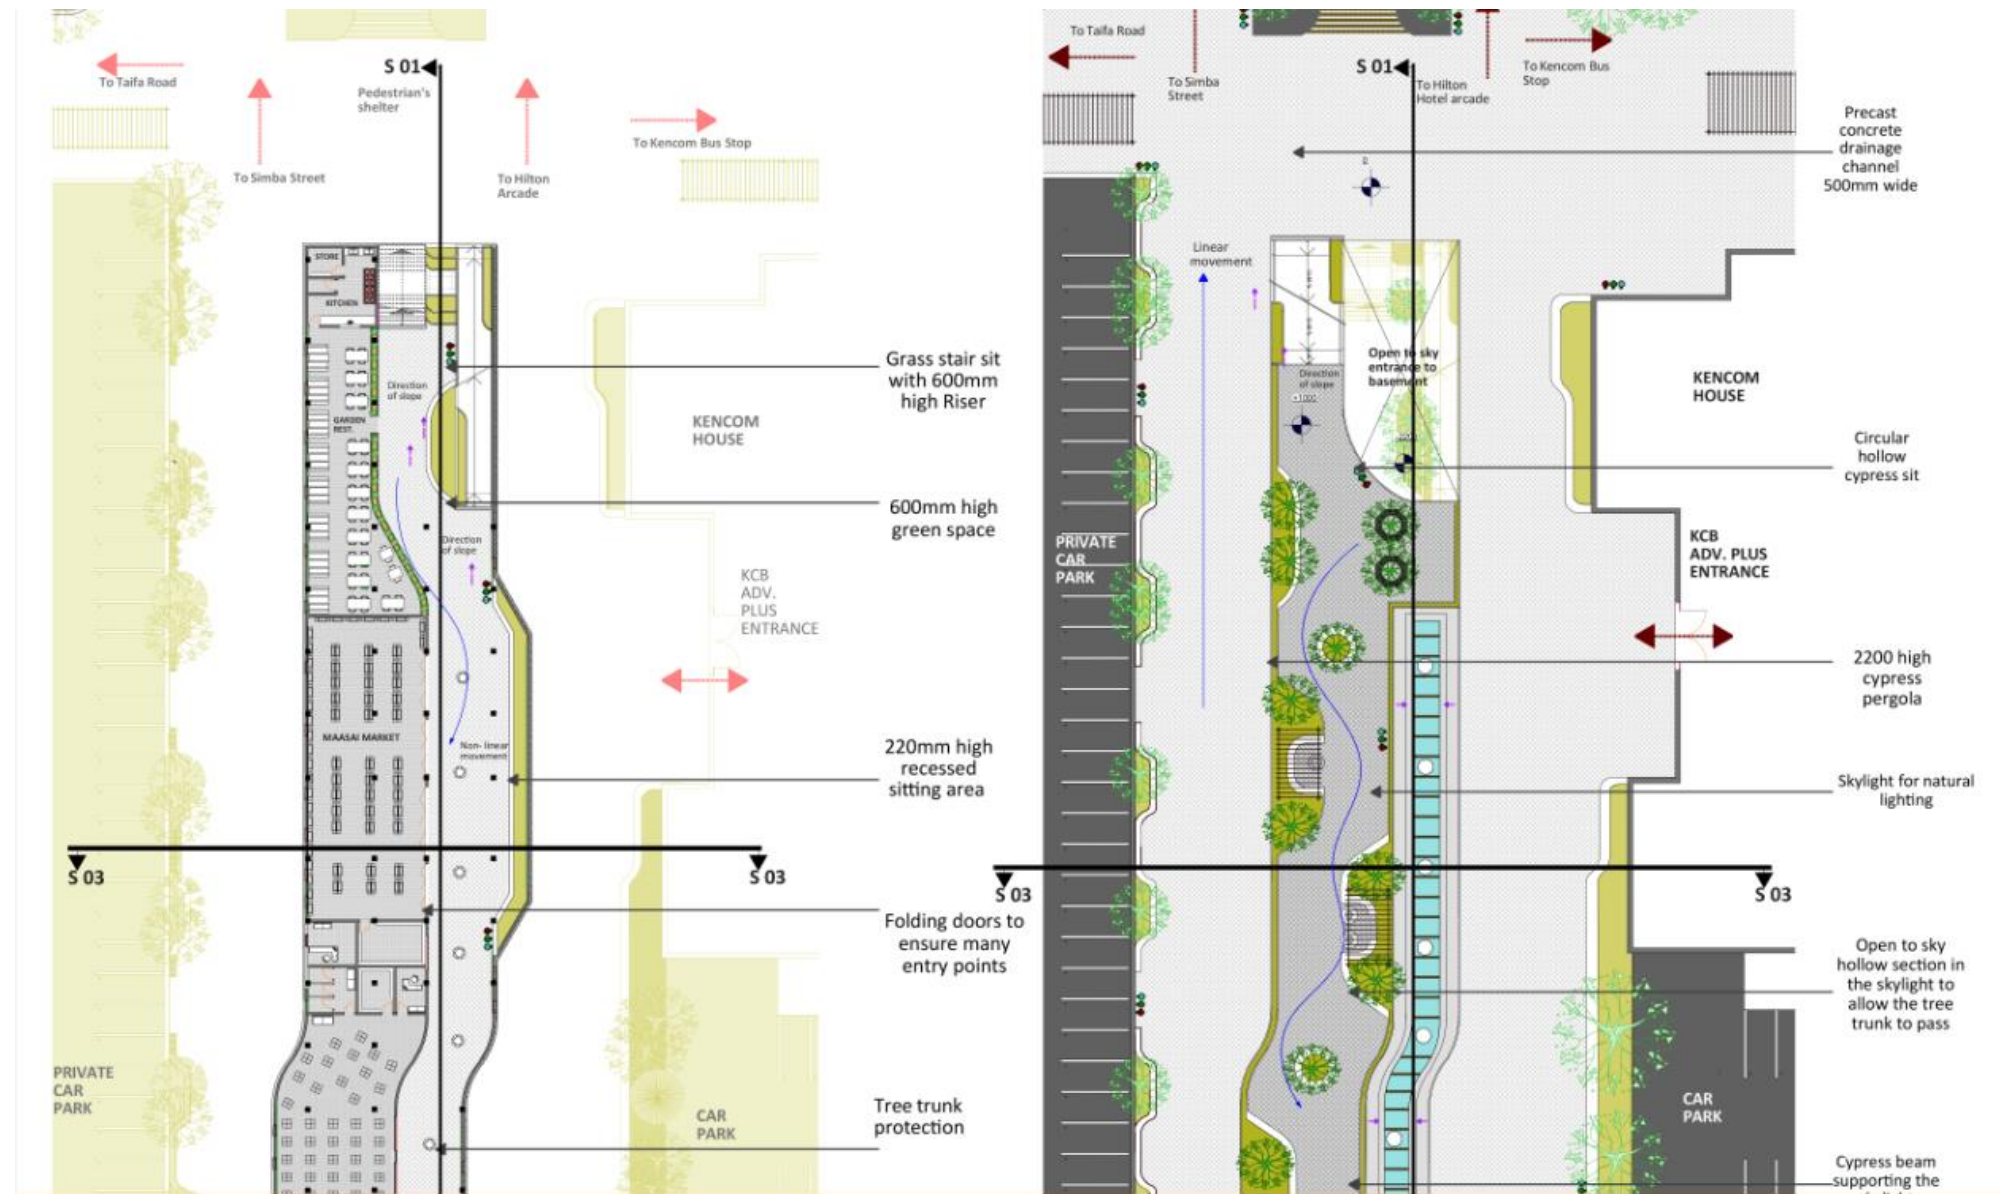 To Taifa Road
S 01
Pedestrian's
shelter
To Kencom Bus Stop
To Simba Street
To Hilton
Arcade
STORE
KITCHEN
Grass stair sit
with 600mm
high Riser
Direction
of slope
GARDEN
REST.
KENCOM
HOUSE
600mm high
green space
Direction
of slope
KCB
ADV.
PLUS
ENTRANCE
MAASAI MARKET
Non- linear
movement
220mm high
recessed
sitting area
S 03
S 03
Folding doors to
ensure many
entry points
PRIVATE
CAR
PARK
CAR
PARK
Tree trunk
protection
To Taifa Road
S 01
To Simba
Street
To Hilton
Hotel arcade
To Kencom Bus
Stop
Precast
concrete
drainage
channel
500mm wide
Linear
movement
Open to sky
entrance to
basement
Direction
of slope
+1000
KENCOM
HOUSE
Circular
hollow
cypress sit
PRIVATE
CAR
PARK
KCB
ADV. PLUS
ENTRANCE
2200 high
cypress
pergola
Skylight for natural
lighting
S 03
S 03
Open to sky
hollow section in
the skylight to
allow the tree
trunk to pass
CAR
PARK
Cypress beam
supporting the